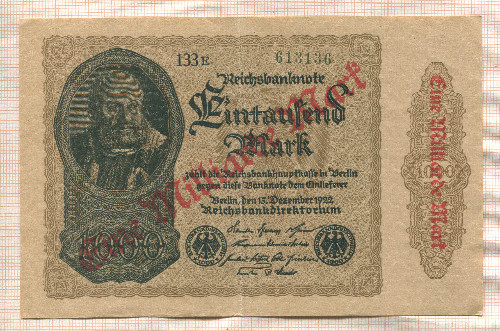 133E 613136
Reichsbanknote
Eintausend
Mark
zahlt die Reichsbankhauptkasse in Berlin
gegen diese Banknote dem Einlieferer
Berlin, den 15. Dezember 1922
Reichsbankdirektorium
1000
Eine Milliarde Mark
Eine Milliarde Mark